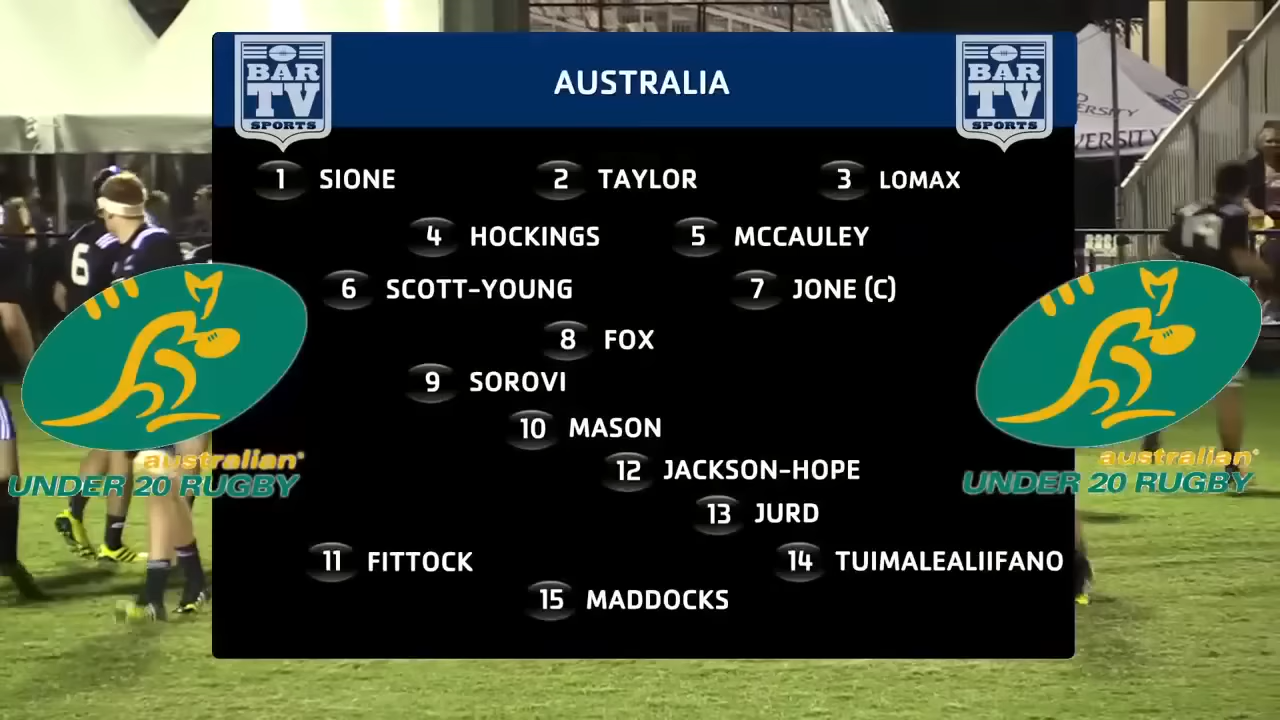 AUSTRALIA
BAR
TV
SPORTS
BAR
TV
SPORTS
1 SIONE 2 TAYLOR 3 LOMAX
4 HOCKINGS 5 MCCAULEY
6 SCOTT-YOUNG 7 JONE (C)
8 FOX
9 SOROVI
10 MASON
12 JACKSON-HOPE
13 JURD
11 FITTOCK 14 TUIMALEALIIFANO
15 MADDOCKS
australian
UNDER 20 RUGBY
australian
UNDER 20 RUGBY
6
VERSITY